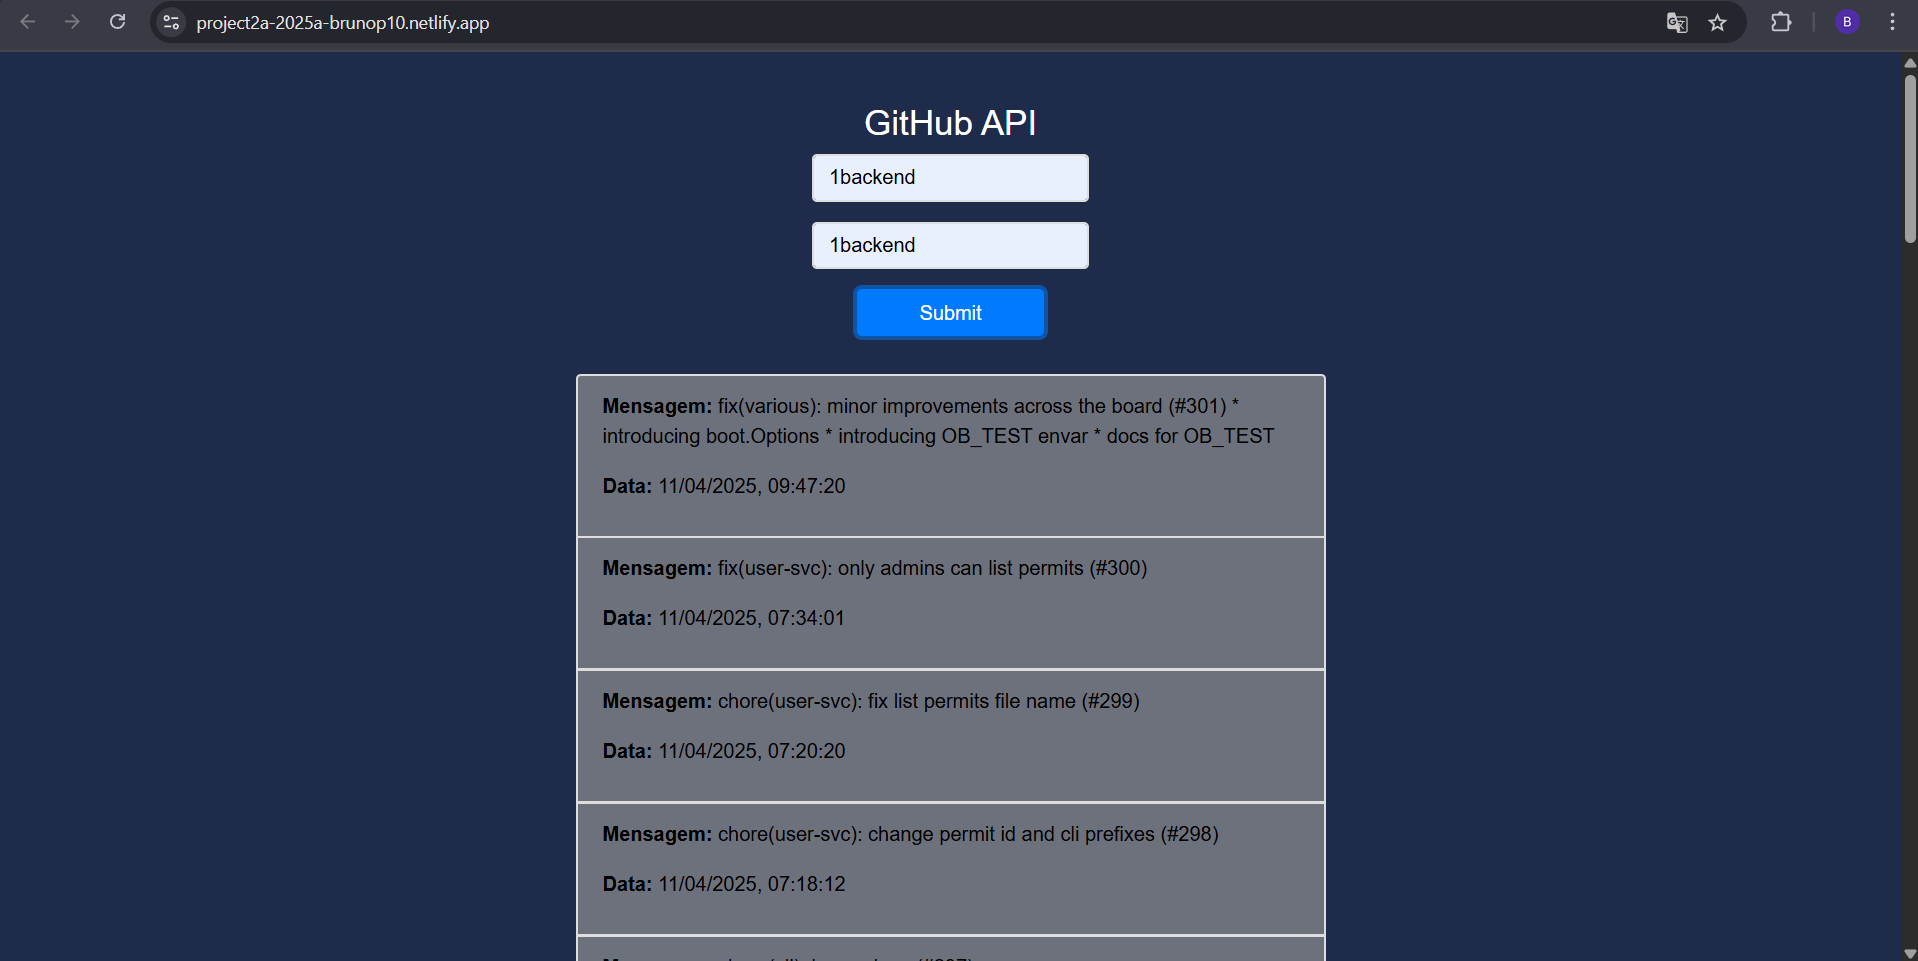 project2a-2025a-brunop10.netlify.app
B
GitHub API
1backend
1backend
Submit
Mensagem: fix(various): minor improvements across the board (#301) *
introducing boot.Options * introducing OB_TEST envar * docs for OB_TEST
Data: 11/04/2025, 09:47:20
Mensagem: fix(user-svc): only admins can list permits (#300)
Data: 11/04/2025, 07:34:01
Mensagem: chore(user-svc): fix list permits file name (#299)
Data: 11/04/2025, 07:20:20
Mensagem: chore(user-svc): change permit id and cli prefixes (#298)
Data: 11/04/2025, 07:18:12